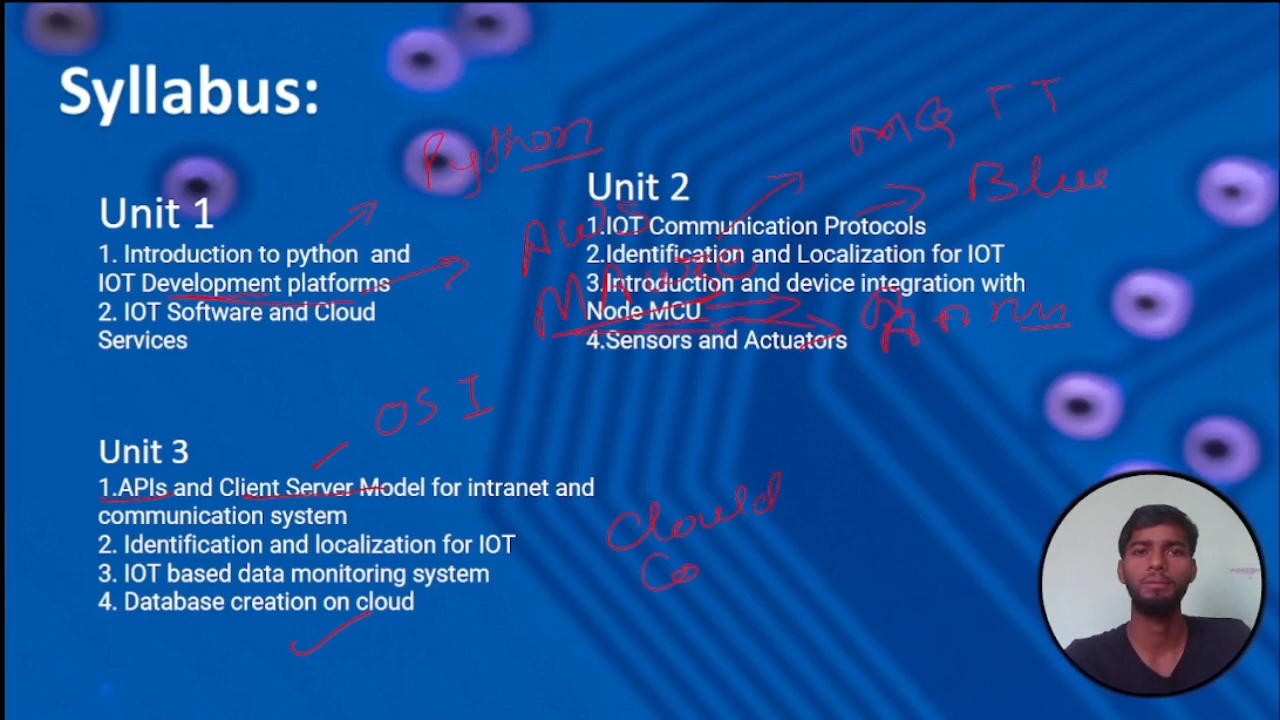 Syllabus:
Python
MQTT
Blue
Unit 1
1. Introduction to python and
IOT Development platforms
2. IOT Software and Cloud
Services
AWS
Unit 2
1.IOT Communication Protocols
2.Identification and Localization for IOT
3.Introduction and device integration with
Node MCU
4.Sensors and Actuators
OSI
Unit 3
1.APIs and Client Server Model for intranet and
communication system
2. Identification and localization for IOT
3. IOT based data monitoring system
4. Database creation on cloud
Clould
Co